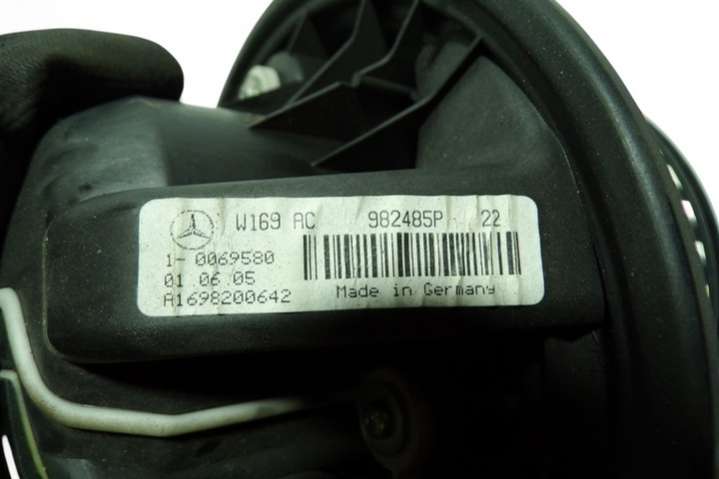 W169 AC 982485P 22
1- 0069580
01.06.05
A1698200642
Made in Germany